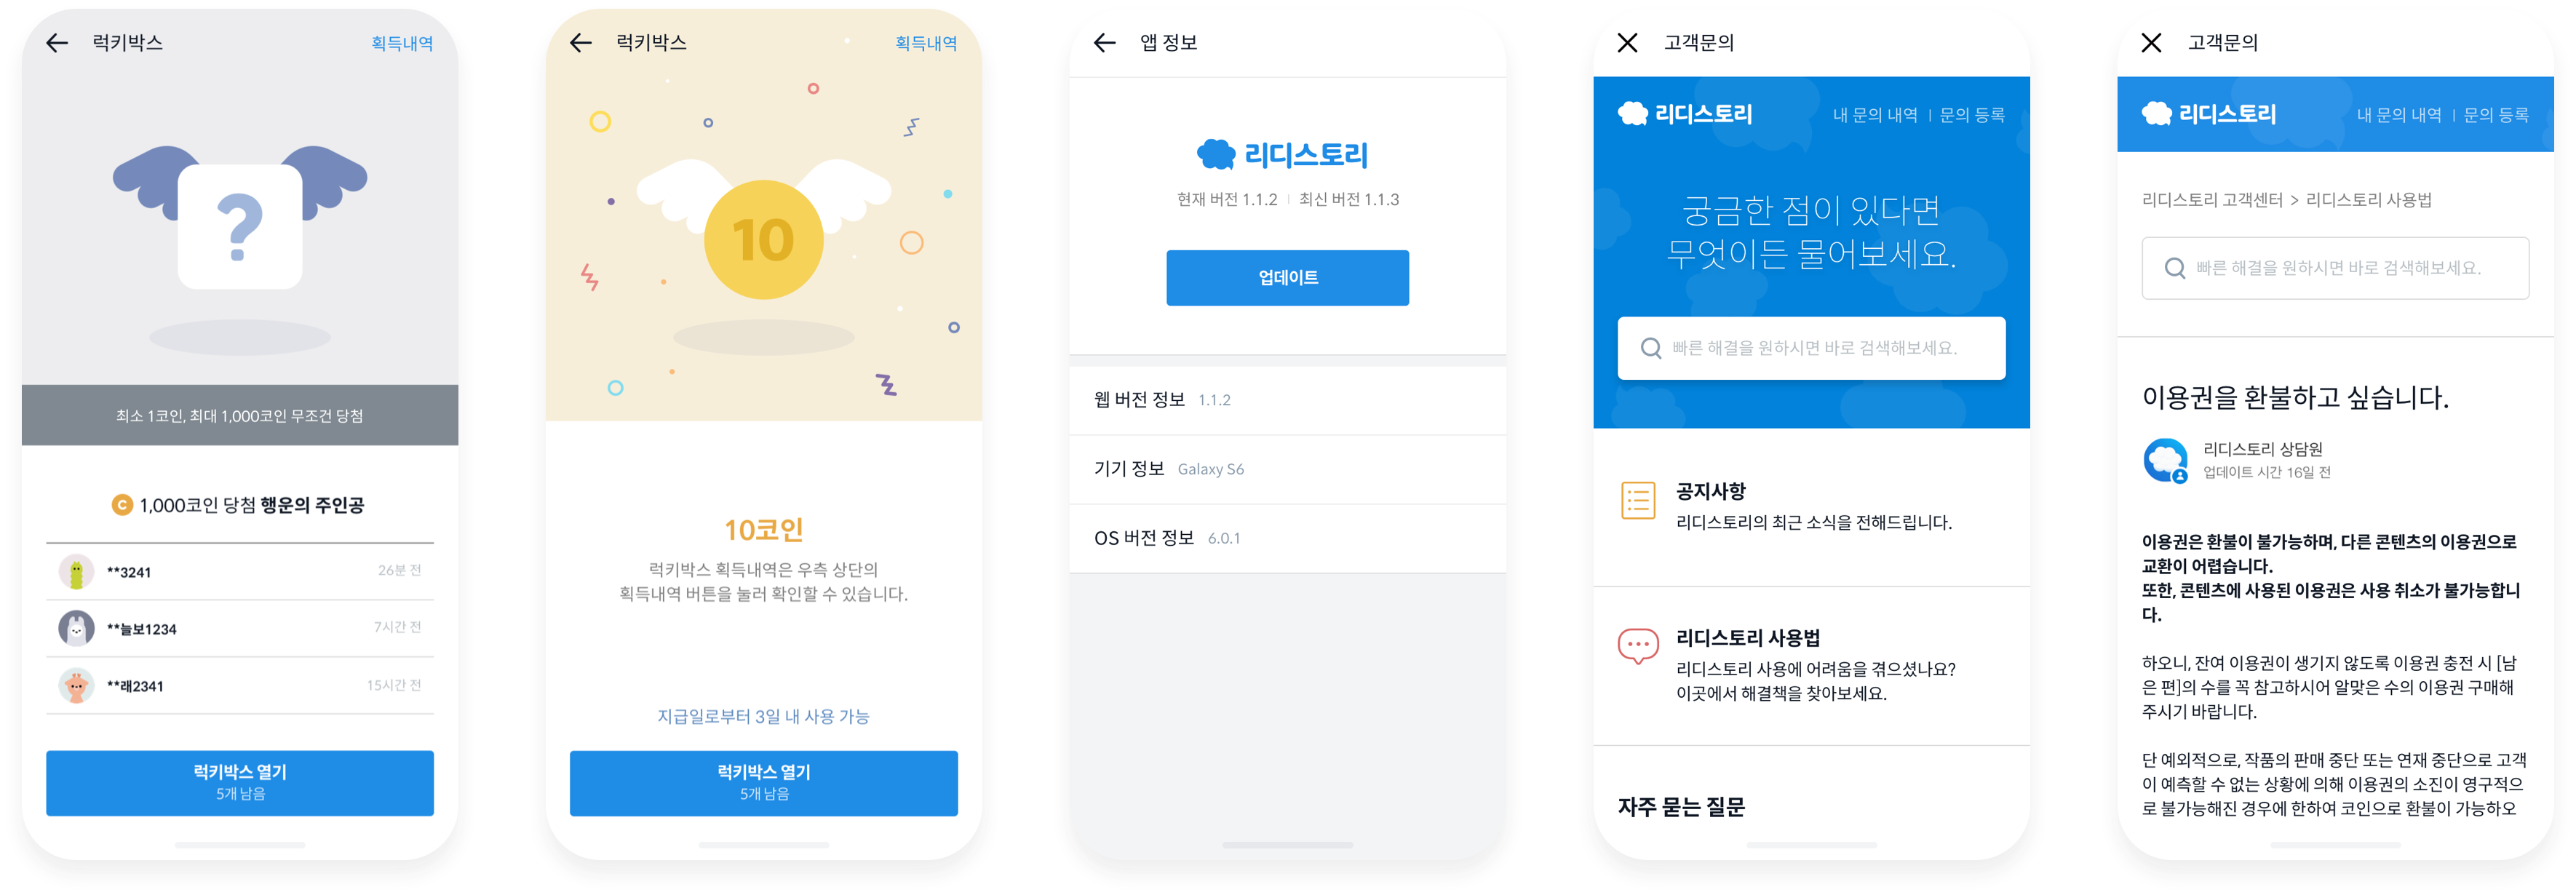 럭키박스
획득내역
?
최소 1코인, 최대 1,000코인 무조건 당첨
C 1,000코인 당첨 행운의 주인공
**3241
26분 전
**늘보1234
7시간 전
**래2341
15시간 전
럭키박스 열기
5개 남음
럭키박스
획득내역
10
10코인
럭키박스 획득내역은 우측 상단의
획득내역 버튼을 눌러 확인할 수 있습니다.
지급일로부터 3일 내 사용 가능
럭키박스 열기
5개 남음
앱 정보
리디스토리
현재 버전 1.1.2 | 최신 버전 1.1.3
업데이트
웹 버전 정보 1.1.2
기기 정보 Galaxy S6
OS 버전 정보 6.0.1
고객문의
리디스토리
내 문의 내역 | 문의 등록
궁금한 점이 있다면
무엇이든 물어보세요.
빠른 해결을 원하시면 바로 검색해보세요.
공지사항
리디스토리의 최근 소식을 전해드립니다.
리디스토리 사용법
리디스토리 사용에 어려움을 겪으셨나요?
이곳에서 해결책을 찾아보세요.
자주 묻는 질문
고객문의
리디스토리
내 문의 내역 | 문의 등록
리디스토리 고객센터 > 리디스토리 사용법
빠른 해결을 원하시면 바로 검색해보세요.
이용권을 환불하고 싶습니다.
리디스토리 상담원
업데이트 시간 16일 전
이용권은 환불이 불가능하며, 다른 콘텐츠의 이용권으로
교환이 어렵습니다.
또한, 콘텐츠에 사용된 이용권은 사용 취소가 불가능합니
다.
하오니, 잔여 이용권이 생기지 않도록 이용권 충전 시 [남
은 편]의 수를 꼭 참고하시어 알맞은 수의 이용권 구매해
주시기 바랍니다.
단 예외적으로, 작품의 판매 중단 또는 연재 중단으로 고객
이 예측할 수 없는 상황에 의해 이용권의 소진이 영구적으
로 불가능해진 경우에 한하여 코인으로 환불이 가능하오